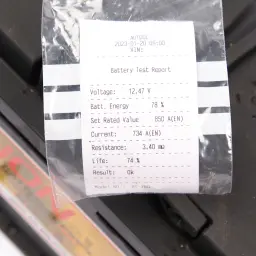 Battery Test Report
Voltage: 12.47 V
Batt. Energy 78 %
Set Rated Value 850 A(EN)
Current: 734 A(EN)
Resistance: 3.40 mΩ
Life: 74 %
Result: Ok